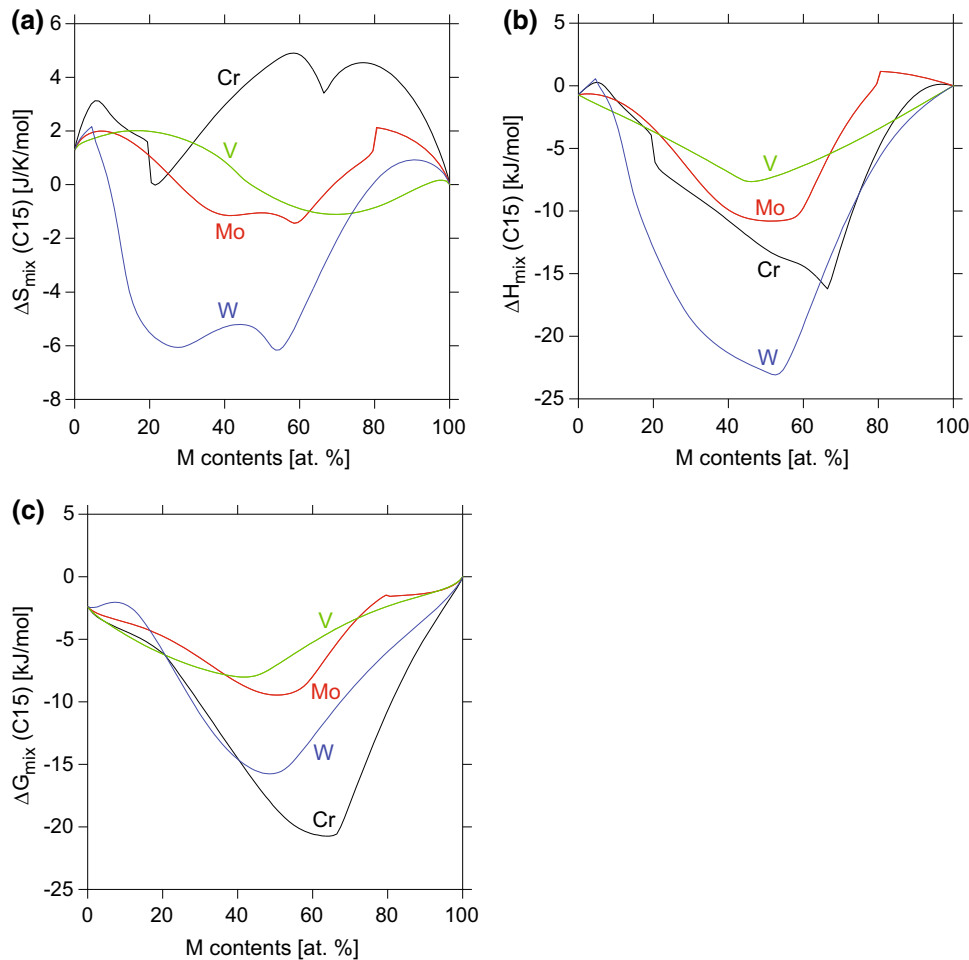 (a)
ΔSmix (C15) [J/K/mol]
6
4
2
0
-2
-4
-6
-8
Cr
V
Mo
W
0 20 40 60 80 100
M contents [at. %]
(b)
ΔHmix (C15) [kJ/mol]
5
0
-5
-10
-15
-20
-25
V
Mo
Cr
W
0 20 40 60 80 100
M contents [at. %]
(c)
ΔGmix (C15) [kJ/mol]
5
0
-5
-10
-15
-20
-25
V
Mo
W
Cr
0 20 40 60 80 100
M contents [at. %]